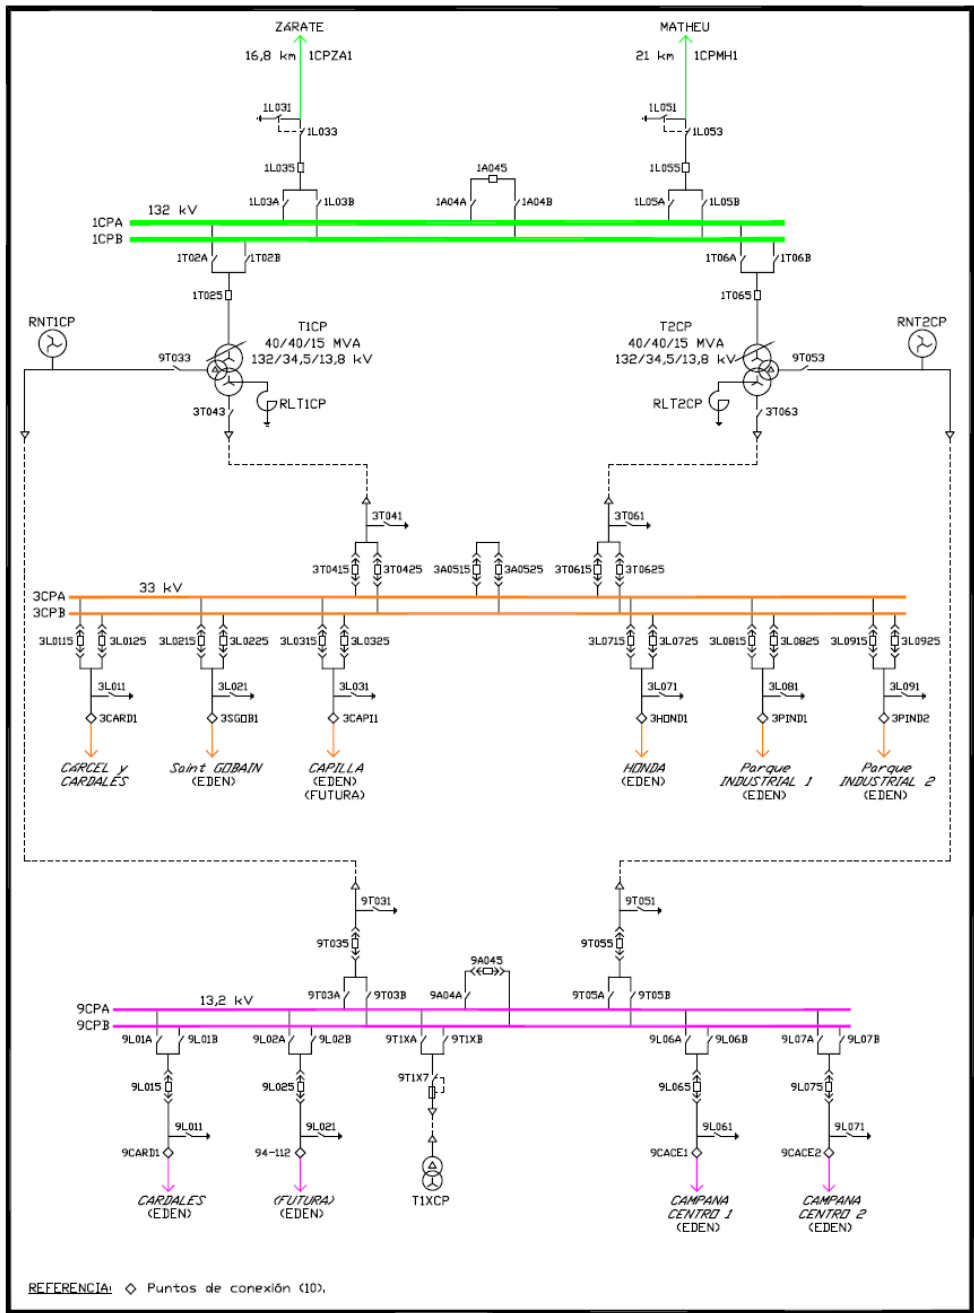 ZáRATE
MATHEU
16,8 km 1CPZA1
21 km 1CPMH1
1L031
1L051
1L033
1L053
1L035
1A045
1L055
1L03A
1L03B
1A04A
1A04B
1L05A
1L05B
132 kV
1CPA
1CPB
1T02A
1T02B
1T06A
1T06B
1T025
1T065
RNT1CP
T1CP
T2CP
RNT2CP
40/40/15 MVA
40/40/15 MVA
9T033
132/34,5/13,8 kV
132/34,5/13,8 kV
9T053
RLT1CP
RLT2CP
3T043
3T063
3T041
3T061
3T0415
3T0425
3A0515
3A0525
3T0615
3T0625
33 kV
3CPA
3CPB
3L0115
3L0125
3L0215
3L0225
3L0315
3L0325
3L0715
3L0725
3L0815
3L0825
3L0915
3L0925
3L011
3L021
3L031
3L071
3L081
3L091
3CARD1
3SGOB1
3CAPI1
3HOND1
3PIND1
3PIND2
CáRCEL y
CARDALES
Saint GOBAIN
(EDEN)
CAPILLA
(EDEN)
(FUTURA)
HONDA
(EDEN)
Parque
INDUSTRIAL 1
(EDEN)
Parque
INDUSTRIAL 2
(EDEN)
9T031
9T051
9T035
9T055
9A045
9T03A
9T03B
9A04A
9T05A
9T05B
13,2 kV
9CPA
9CPB
9L01A
9L01B
9L02A
9L02B
9T1XA
9T1XB
9L06A
9L06B
9L07A
9L07B
9L015
9L025
9T1X7
9L065
9L075
9L011
9L021
9L061
9L071
9CARD1
94-112
9CACE1
9CACE2
CARDALES
(EDEN)
(FUTURA)
(EDEN)
T1XCP
CAMPANA
CENTRO 1
(EDEN)
CAMPANA
CENTRO 2
(EDEN)
REFERENCIA: ◇ Puntos de conexión (10).